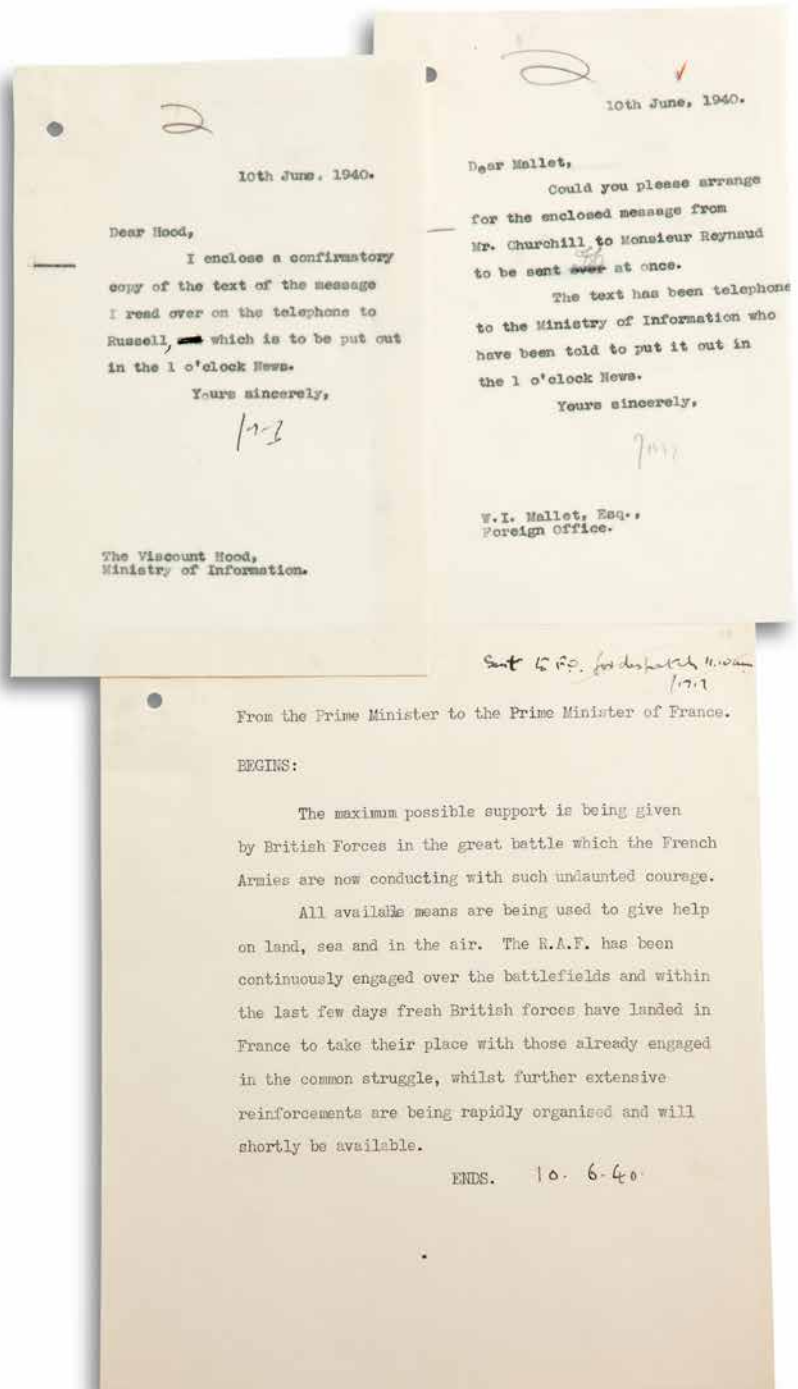 10th June, 1940.
Dear Hood,
I enclose a confirmatory
copy of the text of the message
I read over on the telephone to
Russell, which is to be put out
in the 1 o'clock News.
Yours sincerely,
The Viscount Hood,
Ministry of Information.
10th June, 1940.
Dear Mallet,
Could you please arrange
for the enclosed message from
Mr. Churchill to Monsieur Reynaud
to be sent over at once.
The text has been telephone
to the Ministry of Information who
have been told to put it out in
the 1 o'clock News.
Yours sincerely,
W.I. Mallet, Esq.,
Foreign Office.
Sent to F.O. for despatch 11.10am
From the Prime Minister to the Prime Minister of France.
BEGINS:
The maximum possible support is being given
by British Forces in the great battle which the French
Armies are now conducting with such undaunted courage.
All available means are being used to give help
on land, sea and in the air. The R.A.F. has been
continuously engaged over the battlefields and within
the last few days fresh British forces have landed in
France to take their place with those already engaged
in the common struggle, whilst further extensive
reinforcements are being rapidly organised and will
shortly be available.
ENDS. 10. 6. 40.